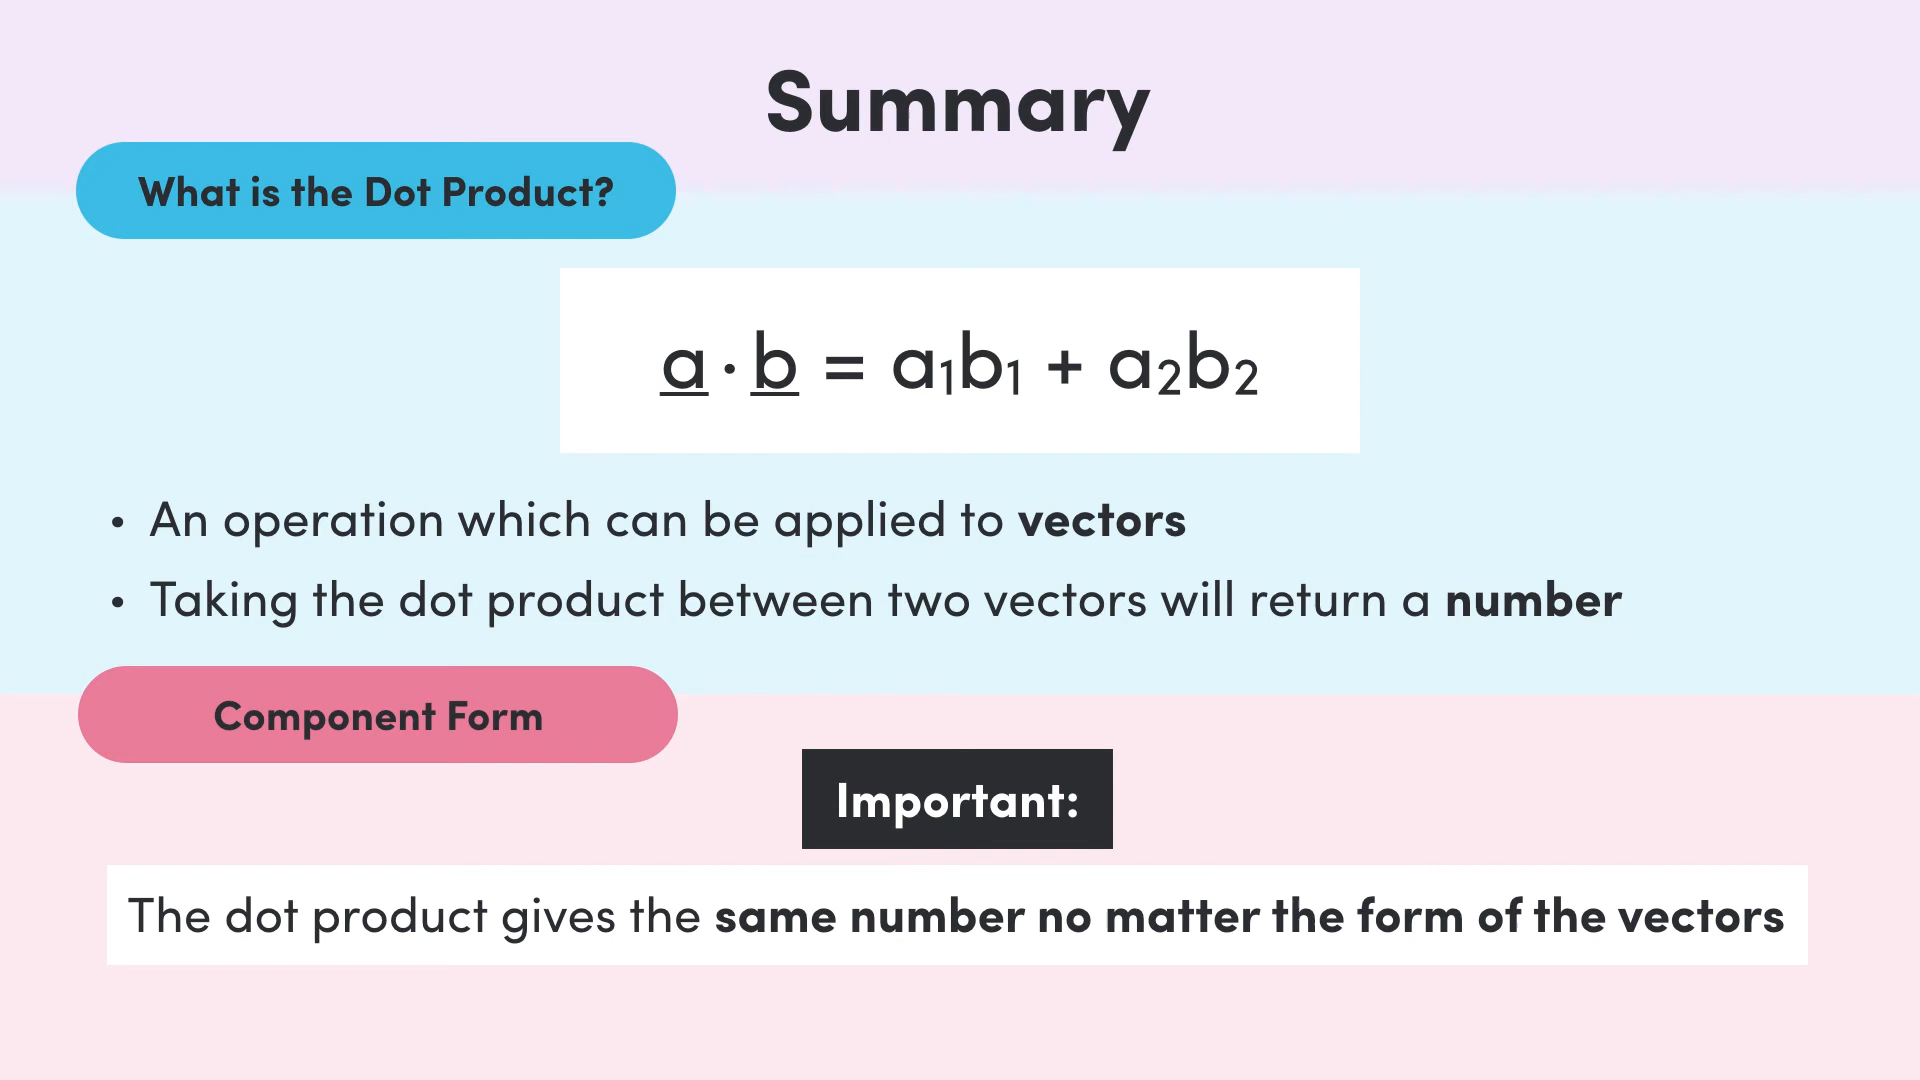 Summary
What is the Dot Product?
a · b = a₁b₁ + a₂b₂
• An operation which can be applied to vectors
• Taking the dot product between two vectors will return a number
Component Form
Important:
The dot product gives the same number no matter the form of the vectors